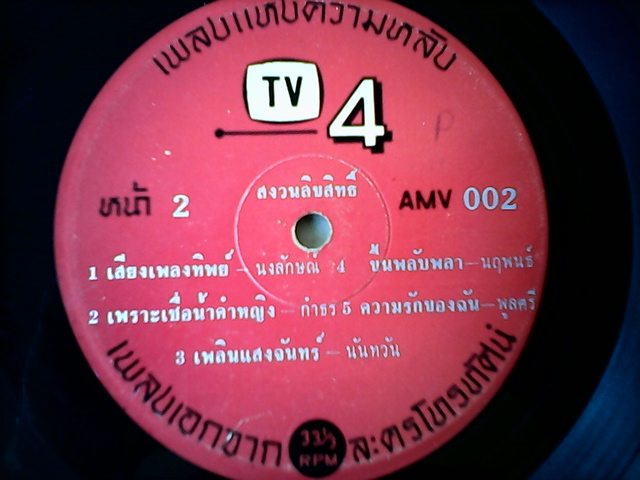 เพลงแห่งความหลัง
TV 4
P
สงวนลิขสิทธิ์
หน้า 2
AMV 002
1 เสียงเพลงทิพย์ – นงลักษณ์ 4 ขึ้นพลับพลา – นฤพนธ์
2 เพราะเชื่อน้ำคำหญิง – กำธร 5 ความรักของฉัน – พูลศรี
3 เพลินแสงจันทร์ – นันทวัน
เพลงเอกจาก ละครโทรทัศน์
33⅓
RPM